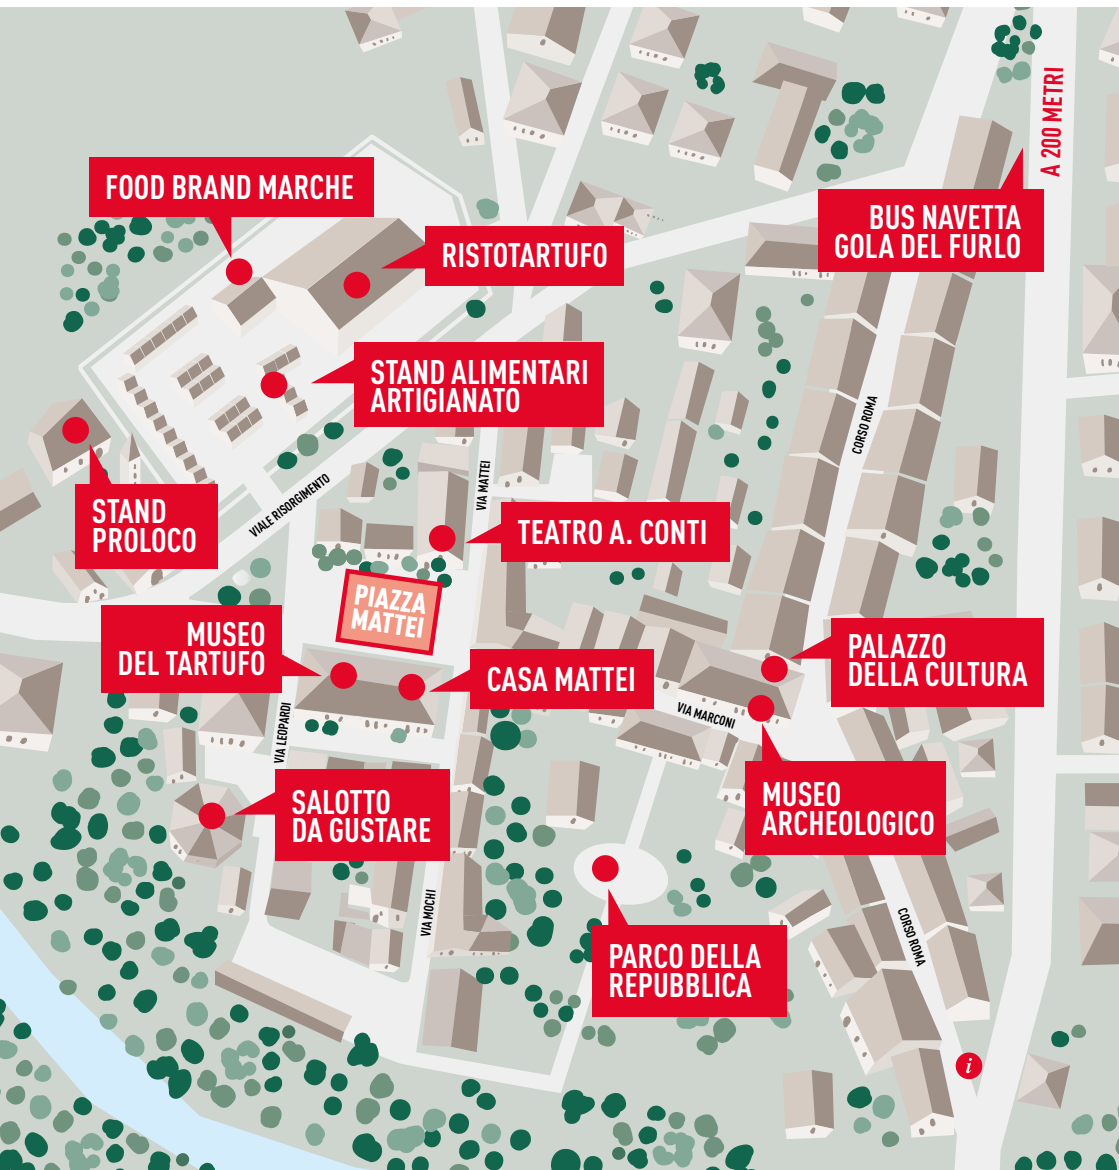 A 200 METRI
FOOD BRAND MARCHE
BUS NAVETTA
GOLA DEL FURLO
RISTOTARTUFO
STAND ALIMENTARI
ARTIGIANATO
CORSO ROMA
VIA MATTEI
VIALE RISORGIMENTO
STAND
PROLOCO
TEATRO A. CONTI
PIAZZA
MATTEI
MUSEO
DEL TARTUFO
PALAZZO
DELLA CULTURA
CASA MATTEI
VIA MARCONI
VIA LEOPARDI
SALOTTO
DA GUSTARE
MUSEO
ARCHEOLOGICO
VIA MOCHI
CORSO ROMA
PARCO DELLA
REPUBBLICA
i